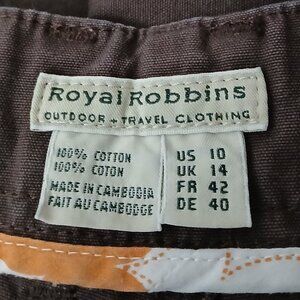 Royal Robbins
OUTDOOR + TRAVEL CLOTHING
100% COTTON
100% COTON
MADE IN CAMBODIA
FAIT AU CAMBODGE
US 10
UK 14
FR 42
DE 40